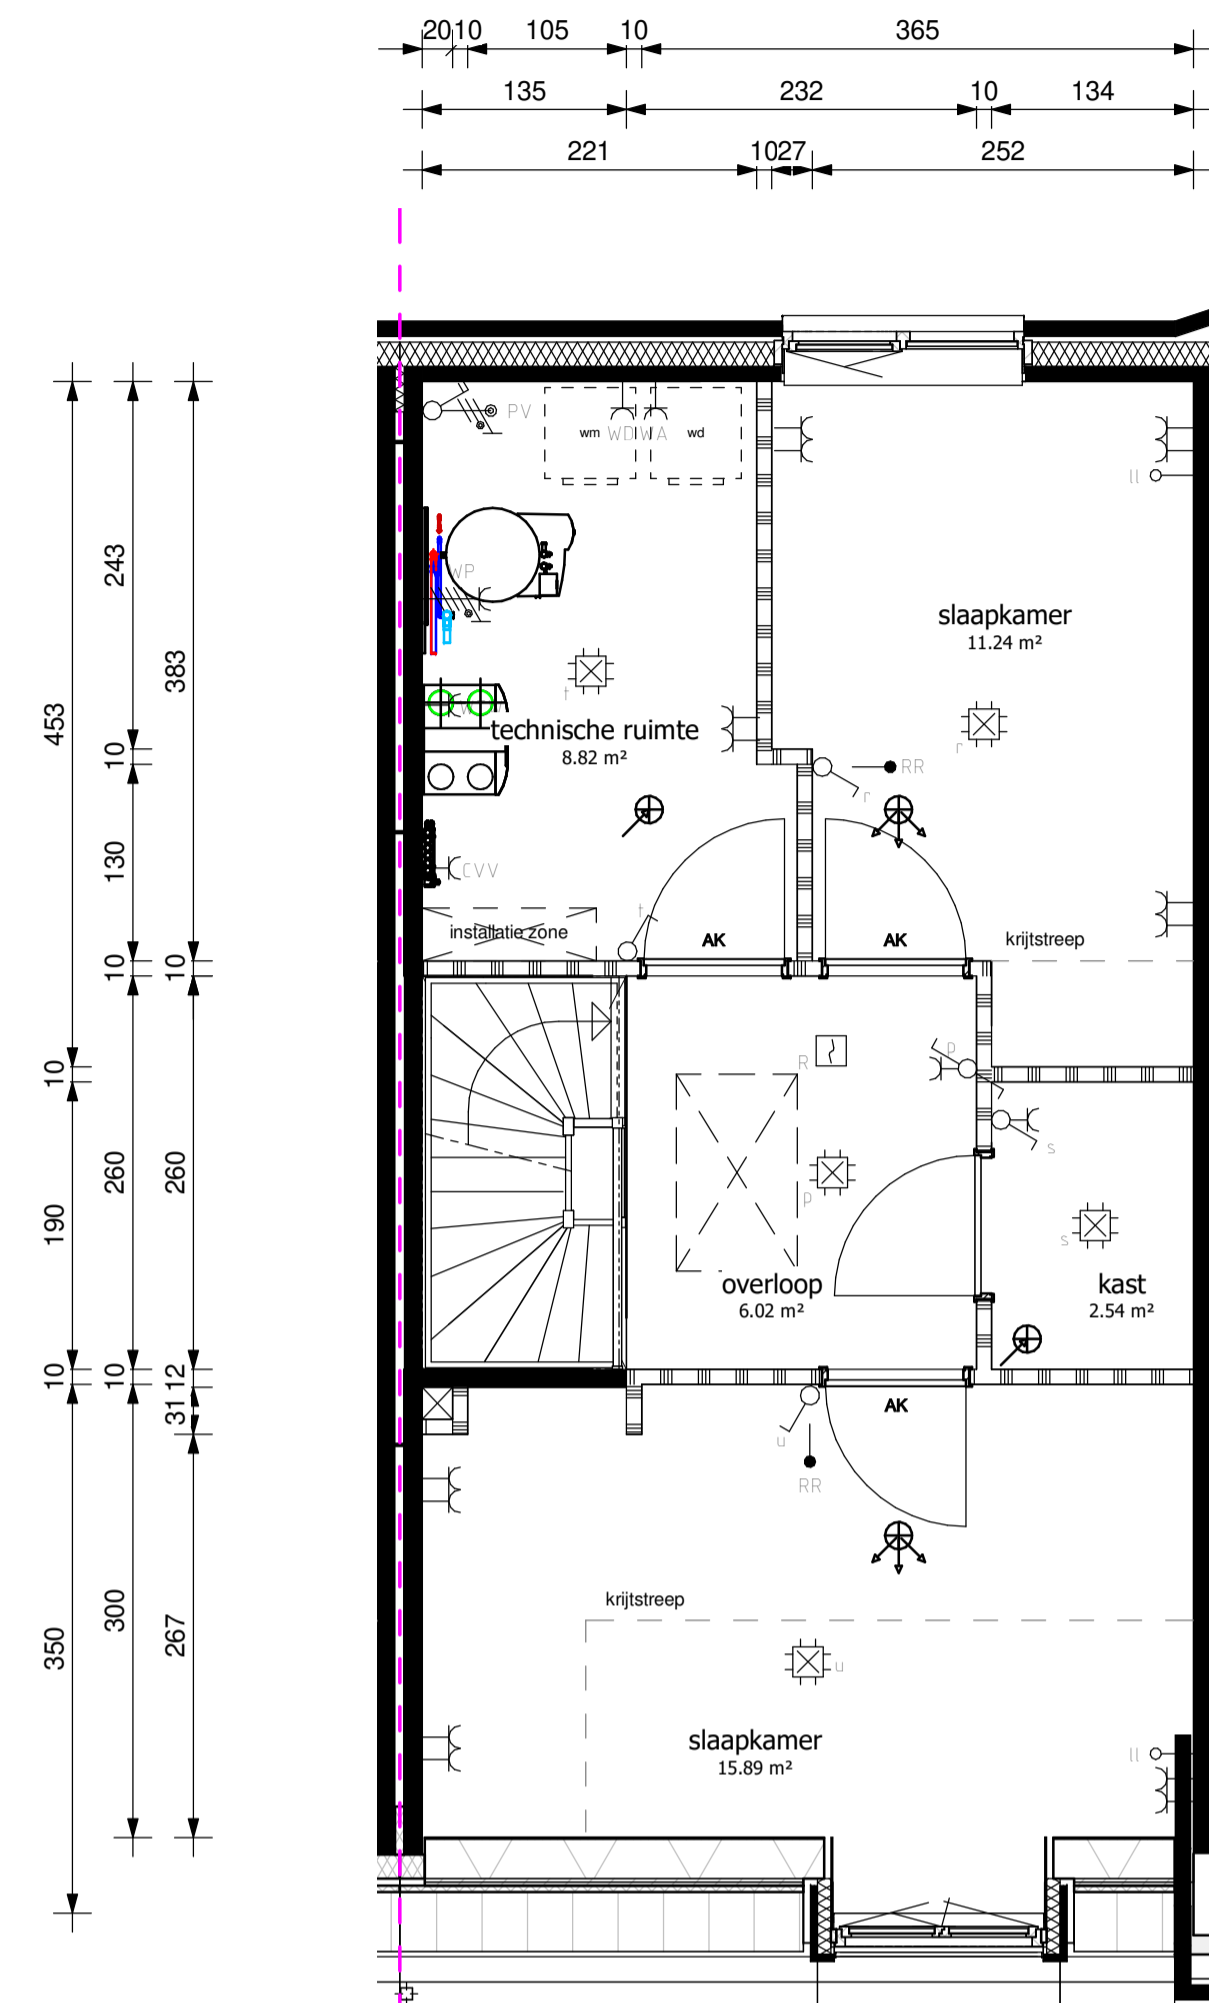 20 10 105 10 365
135 232 10 134
221 10 27 252
PV
wm WD WA wd
ll
WP
243
slaapkamer
11.24 m²
383
453
t
technische ruimte
8.82 m²
r
10
RR
r
130
CVV
t
installatie zone
AK
AK
krijtstreep
10
10
R
p
10
s
260
260
190
p
s
overloop
6.02 m²
kast
2.54 m²
10
10
12
31
AK
u
RR
krijtstreep
300
267
350
u
slaapkamer
15.89 m²
ll